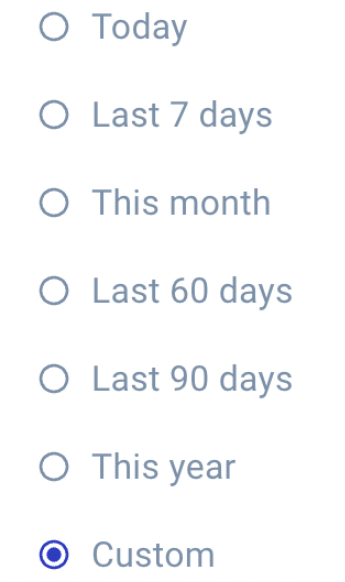 Today
Last 7 days
This month
Last 60 days
Last 90 days
This year
Custom